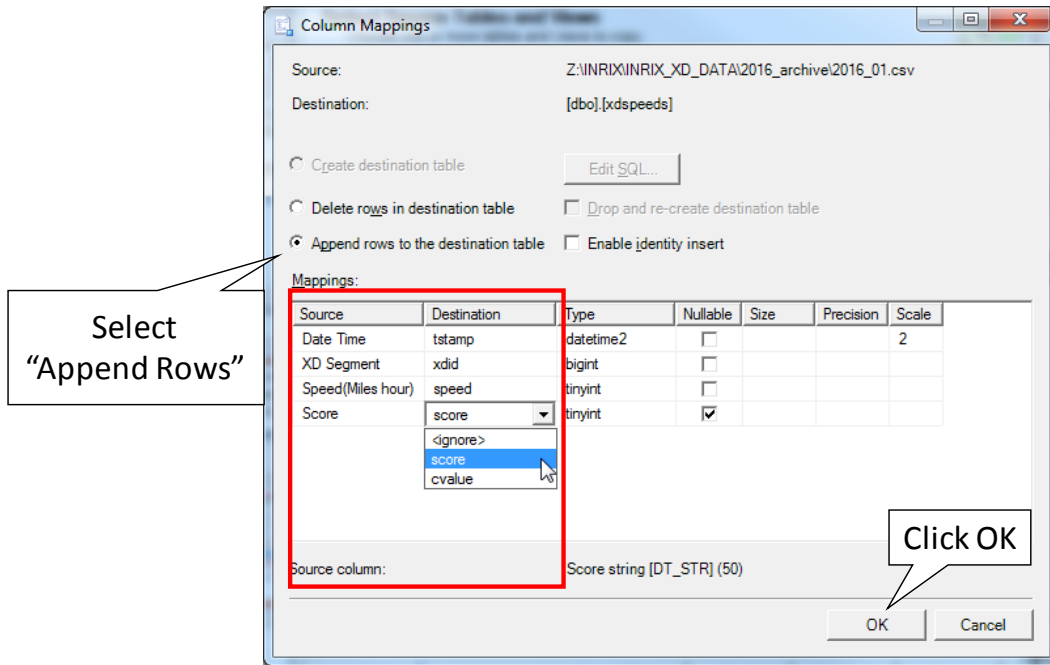 Column Mappings
Source: Z:\INRIX\INRIX_XD_DATA\2016_archive\2016_01.csv
Destination: [dbo].[xdspeeds]
Create destination table Edit SQL...
Delete rows in destination table Drop and re-create destination table
Append rows to the destination table Enable identity insert
Mappings:
Select
“Append Rows”
Source Destination Type Nullable Size Precision Scale
Date Time tstamp datetime2 2
XD Segment xdid bigint
Speed(Miles hour) speed tinyint
Score score tinyint
<ignore>
score
cvalue
Click OK
Source column: Score string [DT_STR] (50)
OK Cancel